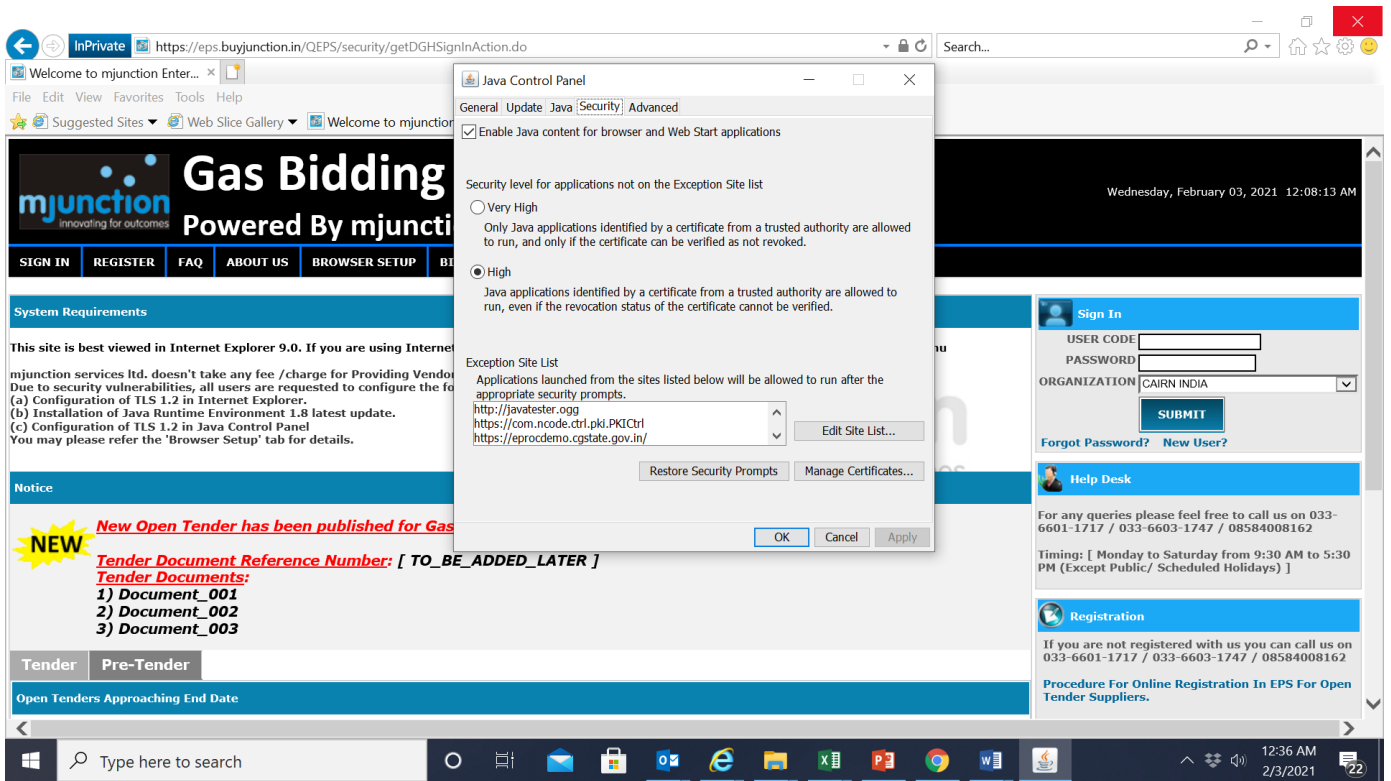 InPrivate https://eps.buyjunction.in/QEPS/security/getDGHSignInAction.do Search...
Welcome to mjunction Enter...
File Edit View Favorites Tools Help
Suggested Sites Web Slice Gallery Welcome to mjunction
Java Control Panel
General Update Java Security Advanced
Enable Java content for browser and Web Start applications
Security level for applications not on the Exception Site list
Very High
Only Java applications identified by a certificate from a trusted authority are allowed
to run, and only if the certificate can be verified as not revoked.
High
Java applications identified by a certificate from a trusted authority are allowed to
run, even if the revocation status of the certificate cannot be verified.
Exception Site List
Applications launched from the sites listed below will be allowed to run after the
appropriate security prompts.
http://javatester.ogg
https://com.ncode.ctrl.pki.PKICtrl
https://eprocdemo.cgstate.gov.in/
Edit Site List...
Restore Security Prompts Manage Certificates...
OK Cancel Apply
mjunction
innovating for outcomes
Gas Bidding
Powered By mjuncti
Wednesday, February 03, 2021 12:08:13 AM
SIGN IN REGISTER FAQ ABOUT US BROWSER SETUP BI
System Requirements
This site is best viewed in Internet Explorer 9.0. If you are using Internet
mjunction services ltd. doesn't take any fee /charge for Providing Vendo
Due to security vulnerabilities, all users are requested to configure the fo
(a) Configuration of TLS 1.2 in Internet Explorer.
(b) Installation of Java Runtime Environment 1.8 latest update.
(c) Configuration of TLS 1.2 in Java Control Panel
You may please refer the 'Browser Setup' tab for details.
Notice
NEW
New Open Tender has been published for Gas
Tender Document Reference Number: [ TO_BE_ADDED_LATER ]
Tender Documents:
1) Document_001
2) Document_002
3) Document_003
Tender Pre-Tender
Open Tenders Approaching End Date
Sign In
USER CODE
PASSWORD
ORGANIZATION CAIRN INDIA
SUBMIT
Forgot Password? New User?
Help Desk
For any queries please feel free to call us on 033-
6601-1717 / 033-6603-1747 / 08584008162
Timing: [ Monday to Saturday from 9:30 AM to 5:30
PM (Except Public/ Scheduled Holidays) ]
Registration
If you are not registered with us you can call us on
033-6601-1717 / 033-6603-1747 / 08584008162
Procedure For Online Registration In EPS For Open
Tender Suppliers.
Type here to search
12:36 AM
2/3/2021
22